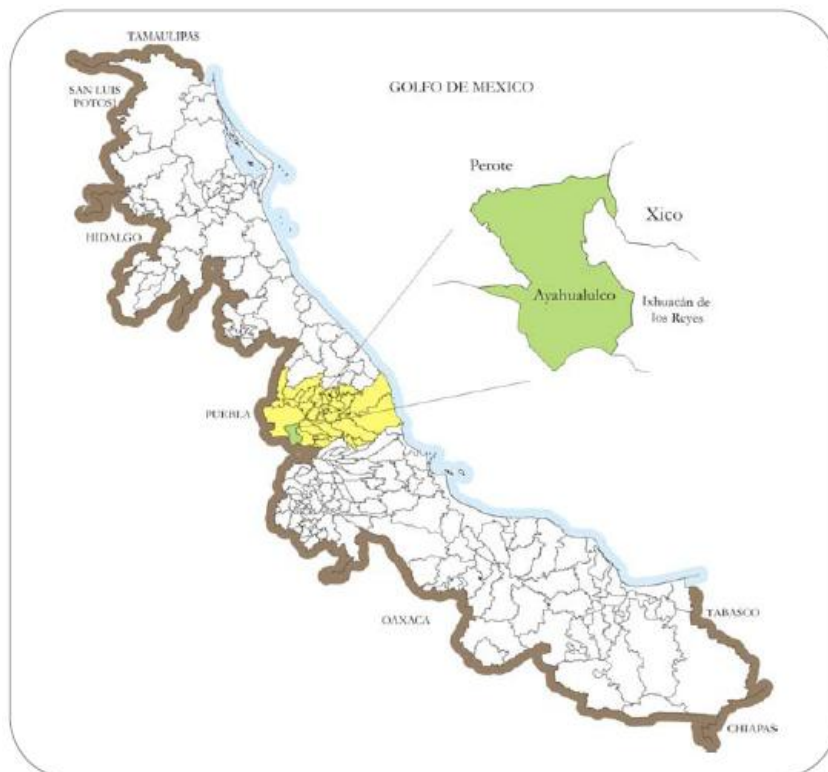 TAMAULIPAS
SAN LUIS
POTOSI
GOLFO DE MEXICO
Perote
Xico
HIDALGO
Ayahualulco
Ixhuacán de
los Reyes
PUEBLA
OAXACA
TABASCO
CHIAPAS